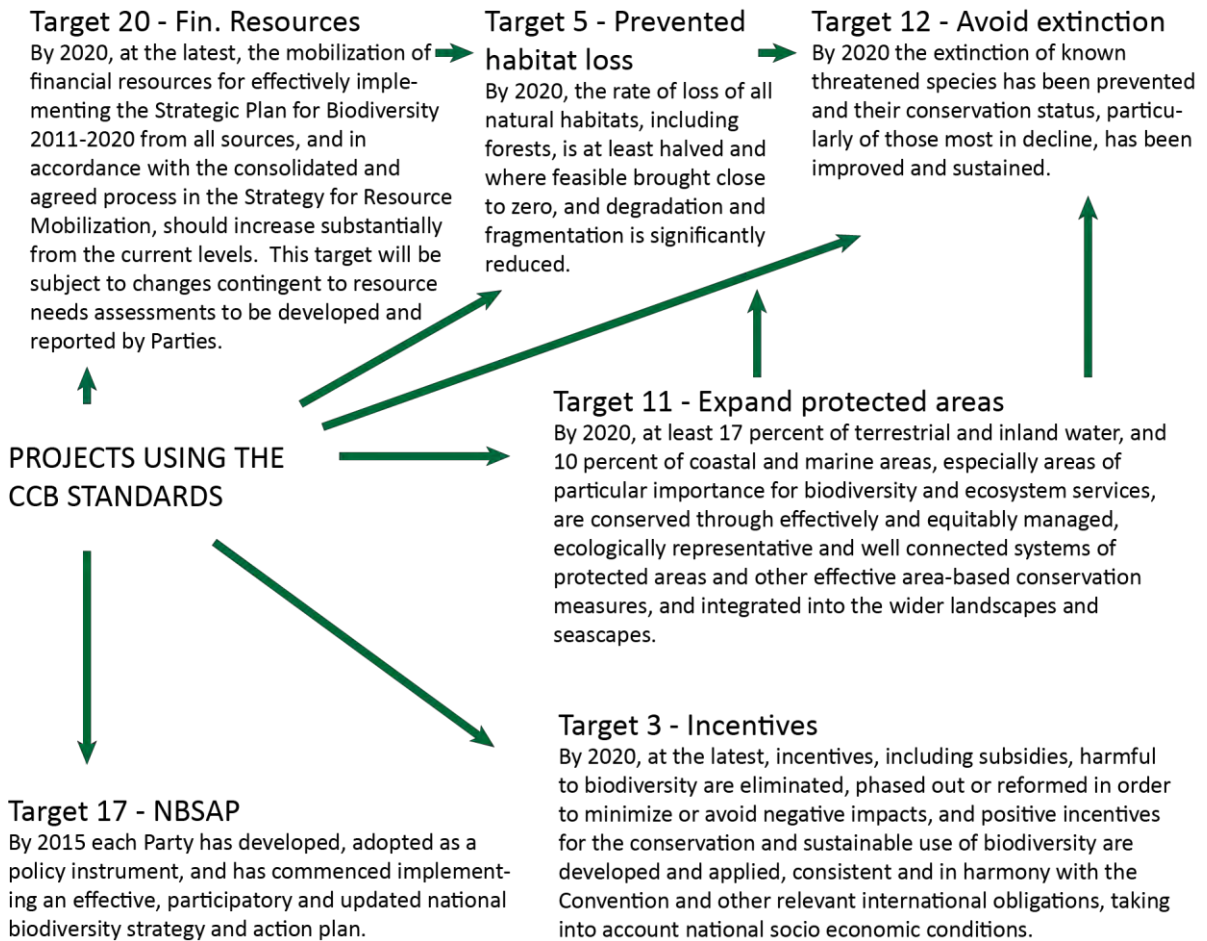 Target 20 - Fin. Resources
By 2020, at the latest, the mobilization of
financial resources for effectively imple-
menting the Strategic Plan for Biodiversity
2011-2020 from all sources, and in
accordance with the consolidated and
agreed process in the Strategy for Resource
Mobilization, should increase substantially
from the current levels.  This target will be
subject to changes contingent to resource
needs assessments to be developed and
reported by Parties.
Target 5 - Prevented
habitat loss
By 2020, the rate of loss of all
natural habitats, including
forests, is at least halved and
where feasible brought close
to zero, and degradation and
fragmentation is significantly
reduced.
Target 12 - Avoid extinction
By 2020 the extinction of known
threatened species has been prevented
and their conservation status, particu-
larly of those most in decline, has been
improved and sustained.
PROJECTS USING THE
CCB STANDARDS
Target 11 - Expand protected areas
By 2020, at least 17 percent of terrestrial and inland water, and
10 percent of coastal and marine areas, especially areas of
particular importance for biodiversity and ecosystem services,
are conserved through effectively and equitably managed,
ecologically representative and well connected systems of
protected areas and other effective area-based conservation
measures, and integrated into the wider landscapes and
seascapes.
Target 17 - NBSAP
By 2015 each Party has developed, adopted as a
policy instrument, and has commenced implement-
ing an effective, participatory and updated national
biodiversity strategy and action plan.
Target 3 - Incentives
By 2020, at the latest, incentives, including subsidies, harmful
to biodiversity are eliminated, phased out or reformed in order
to minimize or avoid negative impacts, and positive incentives
for the conservation and sustainable use of biodiversity are
developed and applied, consistent and in harmony with the
Convention and other relevant international obligations, taking
into account national socio economic conditions.